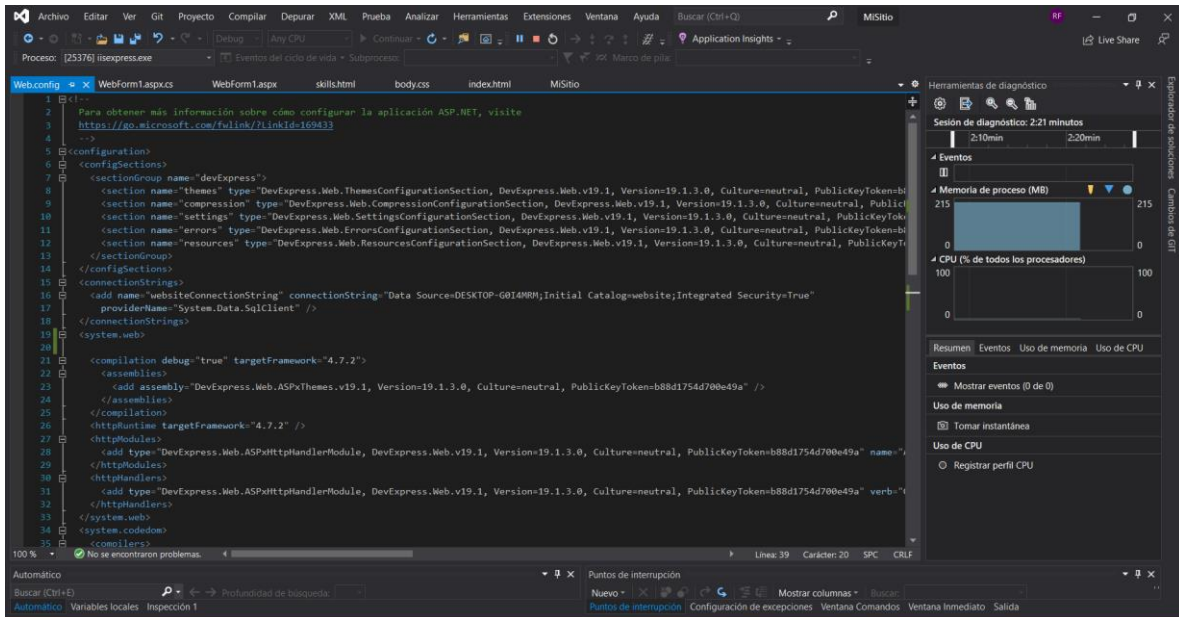 Archivo Editar Ver Git Proyecto Compilar Depurar XML Prueba Analizar Herramientas Extensiones Ventana Ayuda Buscar (Ctrl+Q) MiSitio RF
Debug Any CPU Continuar Application Insights Live Share
Proceso: [25376] iisexpress.exe Eventos del ciclo de vida Subproceso: Marco de pila:
Web.config WebForm1.aspx.cs WebForm1.aspx skills.html body.css index.html MiSitio
1 <!--
2 Para obtener más información sobre cómo configurar la aplicación ASP.NET, visite
3 https://go.microsoft.com/fwlink/?LinkId=169433
4 -->
5 <configuration>
6 <configSections>
7 <sectionGroup name="devExpress">
8 <section name="themes" type="DevExpress.Web.ThemesConfigurationSection, DevExpress.Web.v19.1, Version=19.1.3.0, Culture=neutral, PublicKeyToken=b8
9 <section name="compression" type="DevExpress.Web.CompressionConfigurationSection, DevExpress.Web.v19.1, Version=19.1.3.0, Culture=neutral, Publick
10 <section name="settings" type="DevExpress.Web.SettingsConfigurationSection, DevExpress.Web.v19.1, Version=19.1.3.0, Culture=neutral, PublicKeyTok
11 <section name="errors" type="DevExpress.Web.ErrorsConfigurationSection, DevExpress.Web.v19.1, Version=19.1.3.0, Culture=neutral, PublicKeyToken=b8
12 <section name="resources" type="DevExpress.Web.ResourcesConfigurationSection, DevExpress.Web.v19.1, Version=19.1.3.0, Culture=neutral, PublicKeyT
13 </sectionGroup>
14 </configSections>
15 <connectionStrings>
16 <add name="websiteConnectionString" connectionString="Data Source=DESKTOP-G0I4MRM;Initial Catalog=website;Integrated Security=True"
17 providerName="System.Data.SqlClient" />
18 </connectionStrings>
19 <system.web>
20
21 <compilation debug="true" targetFramework="4.7.2">
22 <assemblies>
23 <add assembly="DevExpress.Web.ASPxThemes.v19.1, Version=19.1.3.0, Culture=neutral, PublicKeyToken=b88d1754d700e49a" />
24 </assemblies>
25 </compilation>
26 <httpRuntime targetFramework="4.7.2" />
27 <httpModules>
28 <add type="DevExpress.Web.ASPxHttpHandlerModule, DevExpress.Web.v19.1, Version=19.1.3.0, Culture=neutral, PublicKeyToken=b88d1754d700e49a" name="A
29 </httpModules>
30 <httpHandlers>
31 <add type="DevExpress.Web.ASPxHttpHandlerModule, DevExpress.Web.v19.1, Version=19.1.3.0, Culture=neutral, PublicKeyToken=b88d1754d700e49a" verb="G
32 </httpHandlers>
33 </system.web>
34 <system.codedom>
35 <compilers>
100 % No se encontraron problemas. Línea: 39 Carácter: 20 SPC CRLF
Herramientas de diagnóstico
Sesión de diagnóstico: 2:21 minutos
2:10min 2:20min
Eventos
Memoria de proceso (MB)
215 215
0 0
CPU (% de todos los procesadores)
100 100
0 0
Resumen Eventos Uso de memoria Uso de CPU
Eventos
Mostrar eventos (0 de 0)
Uso de memoria
Tomar instantánea
Uso de CPU
Registrar perfil CPU
Explorador de soluciones
Cambios de GIT
Automático
Buscar (Ctrl+E) Profundidad de búsqueda:
Automático Variables locales Inspección 1
Puntos de interrupción
Nuevo Mostrar columnas Buscar:
Puntos de interrupción Configuración de excepciones Ventana Comandos Ventana Inmediato Salida